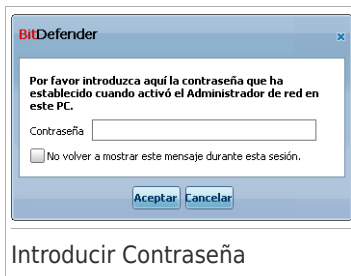 BitDefender
Por favor introduzca aquí la contraseña que ha
establecido cuando activó el Administrador de red en
este PC.
Contraseña
No volver a mostrar este mensaje durante esta sesión.
Aceptar Cancelar
Introducir Contraseña